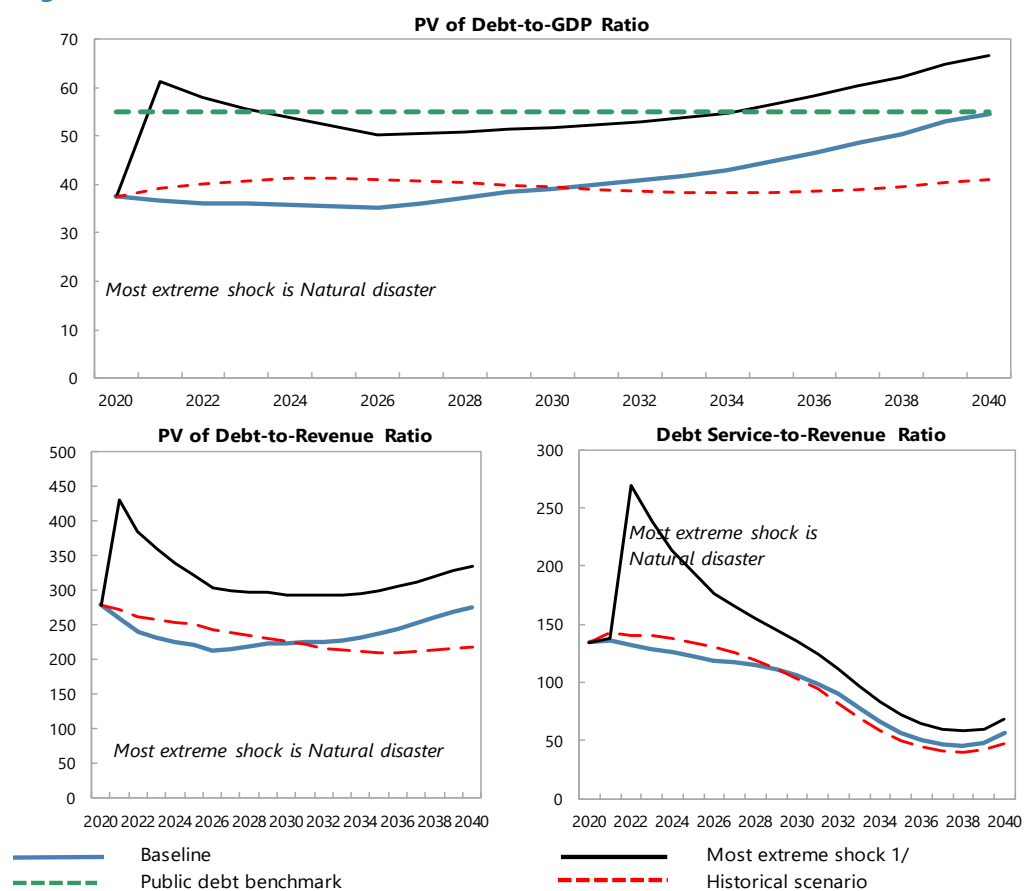 PV of Debt-to-GDP Ratio
70
60
50
40
30
20
10
0
Most extreme shock is Natural disaster
2020 2022 2024 2026 2028 2030 2032 2034 2036 2038 2040
PV of Debt-to-Revenue Ratio
500
450
400
350
300
250
200
150
100
50
0
Most extreme shock is Natural disaster
2020 2022 2024 2026 2028 2030 2032 2034 2036 2038 2040
Debt Service-to-Revenue Ratio
300
250
200
150
100
50
0
Most extreme shock is
Natural disaster
2020 2022 2024 2026 2028 2030 2032 2034 2036 2038 2040
Baseline
Most extreme shock 1/
Public debt benchmark
Historical scenario